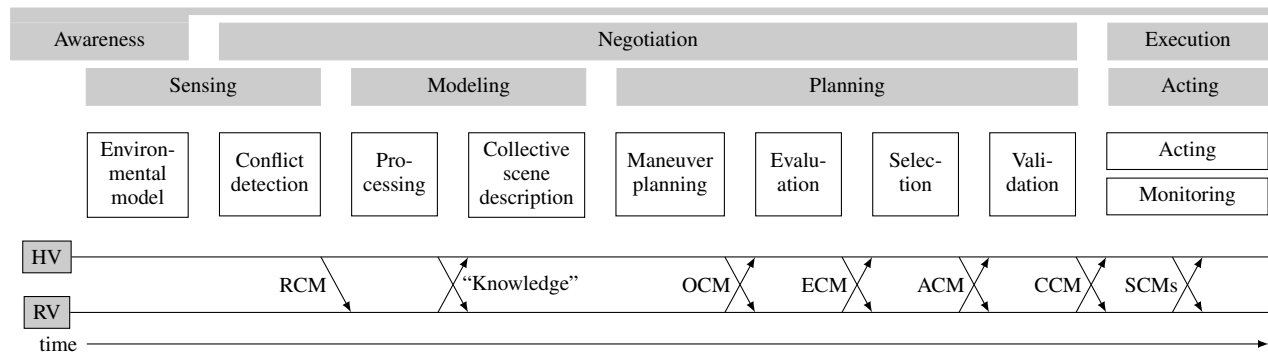 Awareness
Negotiation
Execution
Sensing
Modeling
Planning
Acting
Environ-
mental
model
Conflict
detection
Pro-
cessing
Collective
scene
description
Maneuver
planning
Evalu-
ation
Selec-
tion
Vali-
dation
Acting
Monitoring
HV
RCM
“Knowledge”
OCM
ECM
ACM
CCM
SCMs
RV
time